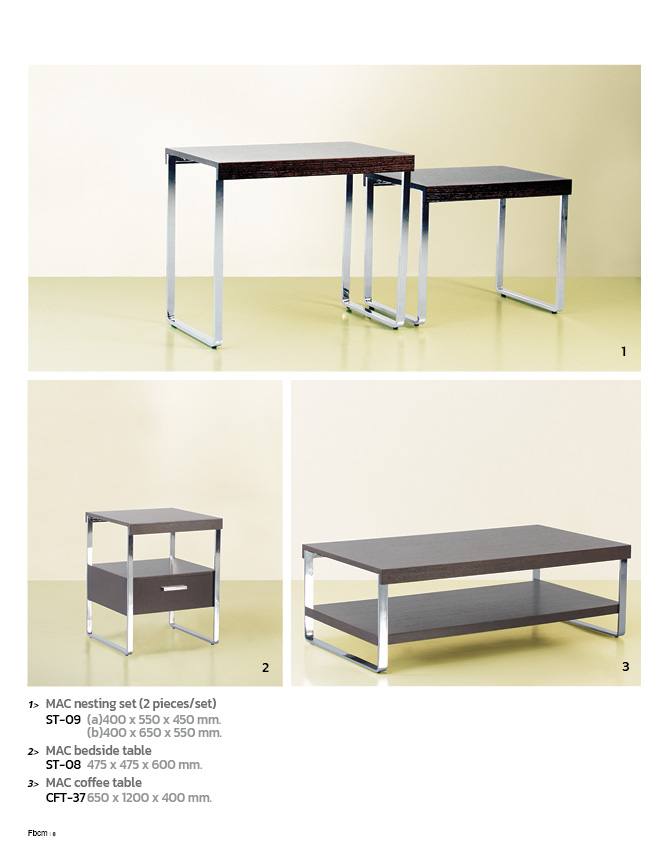 1
2
3
1> MAC nesting set (2 pieces/set)
ST-09 (a)400 x 550 x 450 mm.
(b)400 x 650 x 550 mm.
2> MAC bedside table
ST-08 475 x 475 x 600 mm.
3> MAC coffee table
CFT-37 650 x 1200 x 400 mm.
Fbcm | 8